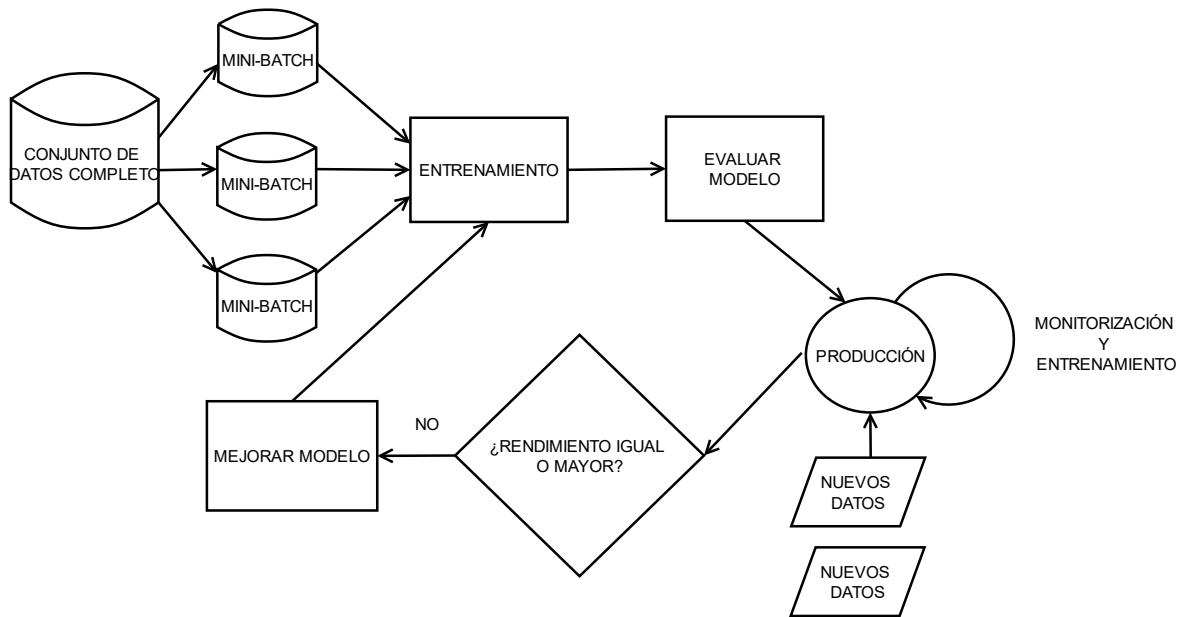 MINI-BATCH
CONJUNTO DE
DATOS COMPLETO
MINI-BATCH
MINI-BATCH
ENTRENAMIENTO
EVALUAR
MODELO
PRODUCCIÓN
MONITORIZACIÓN
Y
ENTRENAMIENTO
MEJORAR MODELO
NO
¿RENDIMIENTO IGUAL
O MAYOR?
NUEVOS
DATOS
NUEVOS
DATOS